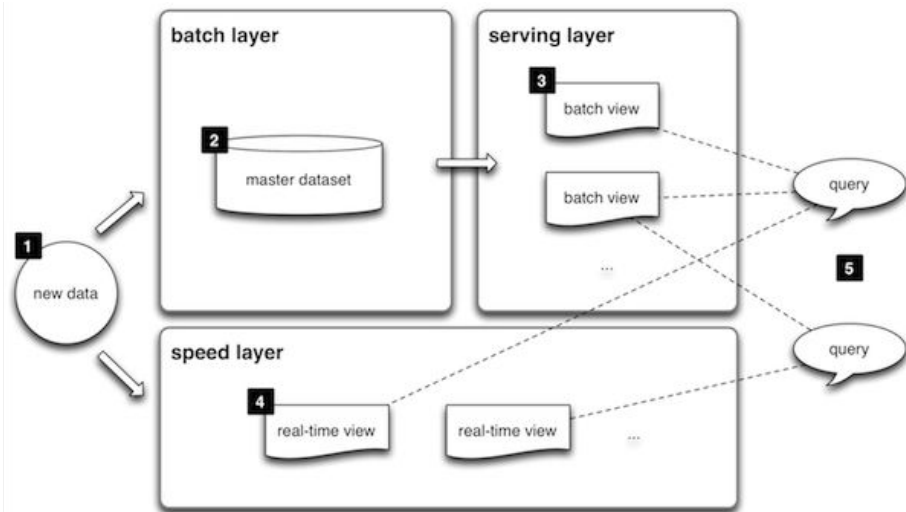 batch layer
serving layer
3
batch view
2
master dataset
query
batch view
1
new data
...
5
speed layer
query
4
real-time view
real-time view
...